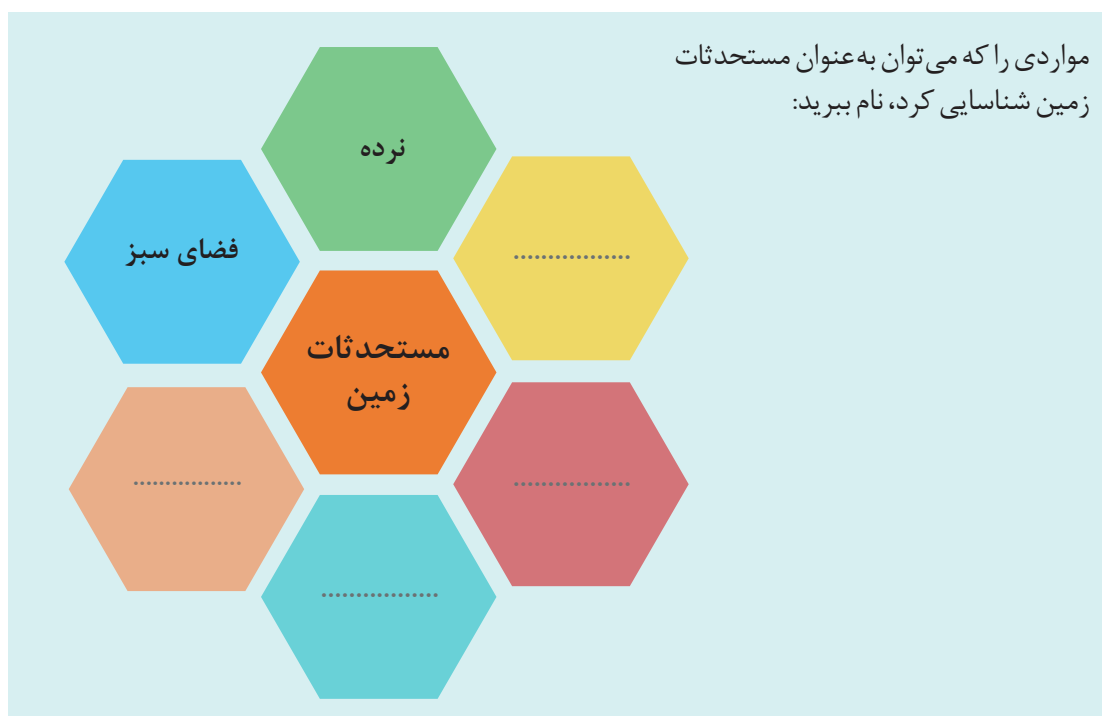 مواردی را که می‌توان به‌عنوان مستحدثات
زمین شناسایی کرد، نام ببرید:
نرده
.................
فضای سبز
مستحدثات
زمین
.................
................
.................